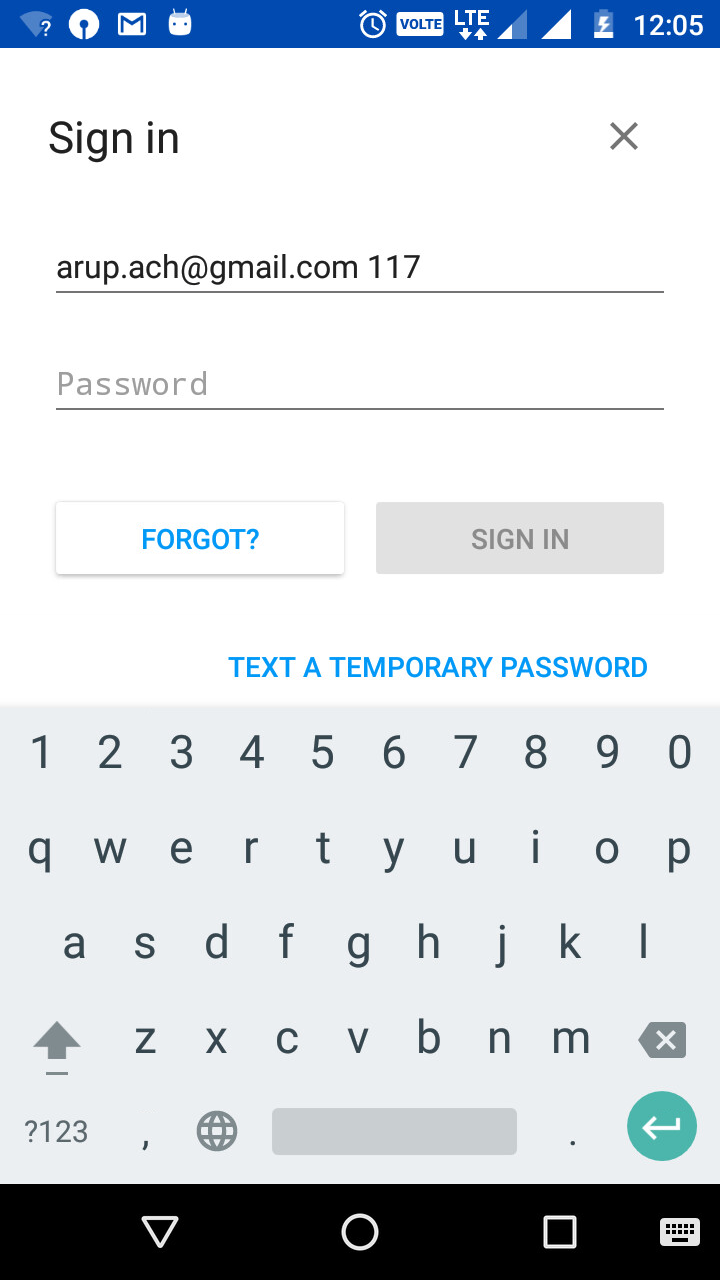 ? VOLTE LTE 12:05
Sign in
arup.ach@gmail.com 117
Password
FORGOT? SIGN IN
TEXT A TEMPORARY PASSWORD
1 2 3 4 5 6 7 8 9 0
q w e r t y u i o p
a s d f g h j k l
z x c v b n m
?123 , .